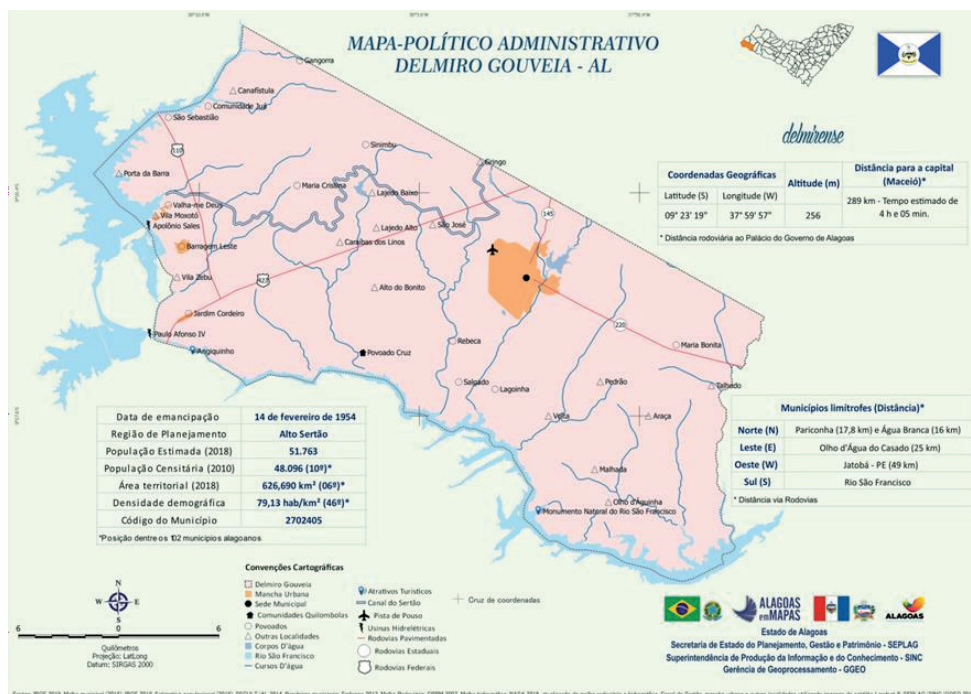 MAPA-POLÍTICO ADMINISTRATIVO
DELMIRO GOUVEIA - AL
delmirense
Coordenadas Geográficas
Altitude (m)
Distância para a capital
(Maceió)*
Latitude (S)
Longitude (W)
09° 23' 19"
37° 59' 57"
256
289 km - Tempo estimado de
4 h e 05 min.
* Distância rodoviária ao Palácio do Governo de Alagoas
Gangorra
Canafístula
Comunidade Juá
São Sebastião
110
Sinimbu
Gringo
Porta da Barra
Maria Cristina
Lajedo Baixo
Valha-me Deus
Vila Moxotó
Apolônio Sales
145
Lajedo Alto
São José
Caraíbas dos Linos
Barragem Leste
Vila Zebu
423
Alto do Bonito
Jardim Cordeiro
220
Paulo Afonso IV
Rebeca
Maria Bonita
Angiquinho
Povoado Cruz
Salgado
Lagoinha
Pedrão
Talhado
Volta
Araça
Malhada
Olho d'Aguinha
Monumento Natural do Rio São Francisco
Data de emancipação 14 de fevereiro de 1954
Região de Planejamento Alto Sertão
População Estimada (2018) 51.763
População Censitária (2010) 48.096 (10º)*
Área territorial (2018) 626,690 km² (06º)*
Densidade demográfica 79,13 hab/km² (46º)*
Código do Município 2702405
*Posição dentre os 102 municípios alagoanos
Municípios limítrofes (Distância)*
Norte (N) Pariconha (17,8 km) e Água Branca (16 km)
Leste (E) Olho d'Água do Casado (25 km)
Oeste (W) Jatobá - PE (49 km)
Sul (S) Rio São Francisco
* Distância via Rodovias
N
W E
S
6 0 6
Quilômetros
Projeção: LatLong
Datum: SIRGAS 2000
Convenções Cartográficas
Delmiro Gouveia
Mancha Urbana
Sede Municipal
Comunidades Quilombolas
Povoados
Outras Localidades
Corpos D'água
Rio São Francisco
Cursos D'água
Atrativos Turísticos
Canal do Sertão
Pista de Pouso
Usinas Hidrelétricas
Rodovias Pavimentadas
Rodovias Estaduais
Rodovias Federais
Cruz de coordenadas
ALAGOAS
em MAPAS
ALAGOAS
Estado de Alagoas
Secretaria de Estado do Planejamento, Gestão e Patrimônio - SEPLAG
Superintendência de Produção da Informação e do Conhecimento - SINC
Gerência de Geoprocessamento - GGEO